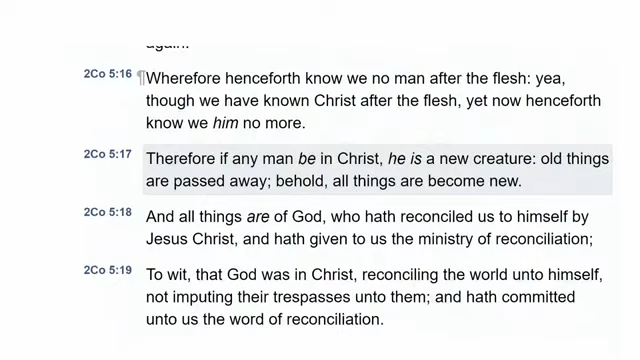 again.
2Co 5:16 ¶Wherefore henceforth know we no man after the flesh: yea,
though we have known Christ after the flesh, yet now henceforth
know we him no more.
2Co 5:17 Therefore if any man be in Christ, he is a new creature: old things
are passed away; behold, all things are become new.
2Co 5:18 And all things are of God, who hath reconciled us to himself by
Jesus Christ, and hath given to us the ministry of reconciliation;
2Co 5:19 To wit, that God was in Christ, reconciling the world unto himself,
not imputing their trespasses unto them; and hath committed
unto us the word of reconciliation.